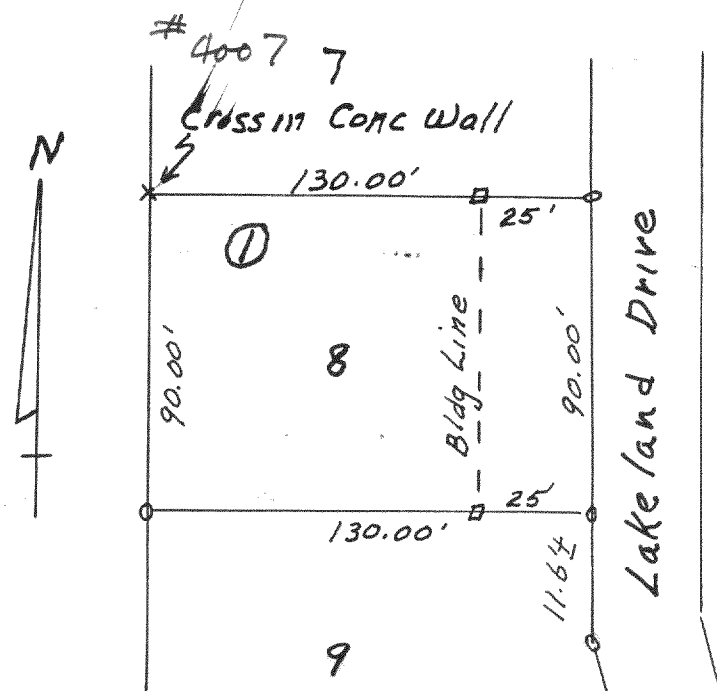 # 4007 7
Cross in Conc Wall
N
130.00'
25'
1
8
90.00'
Bldg Line
90.00'
Lakeland Drive
25'
130.00'
11.64
9